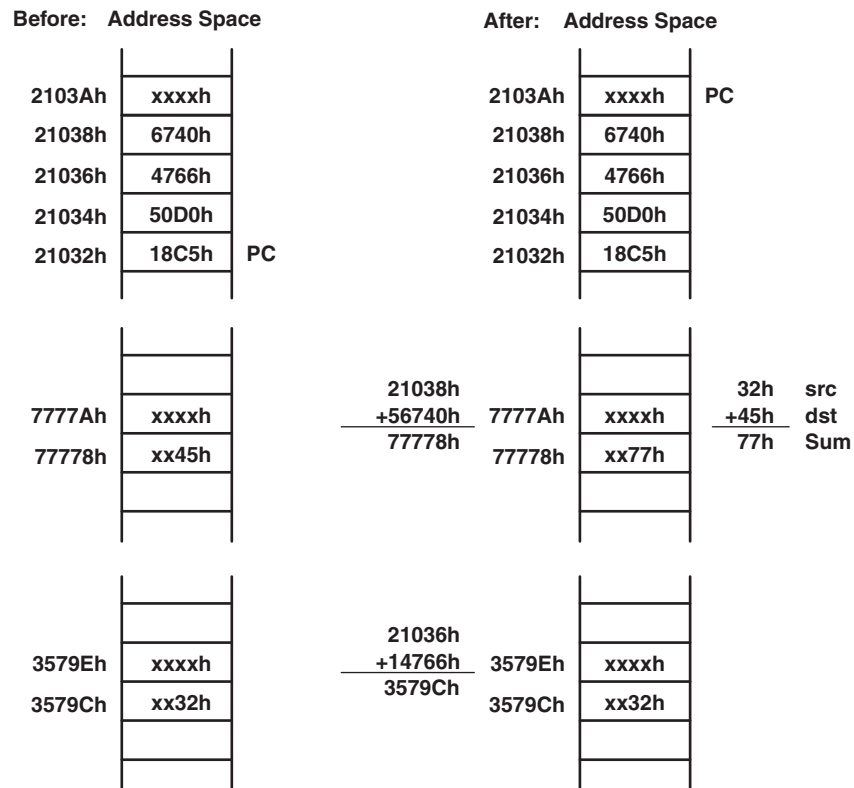 Before: Address Space After: Address Space
2103Ah xxxxh 2103Ah xxxxh PC
21038h 6740h 21038h 6740h
21036h 4766h 21036h 4766h
21034h 50D0h 21034h 50D0h
21032h 18C5h PC 21032h 18C5h
21038h 32h src
7777Ah xxxxh +56740h 7777Ah xxxxh +45h dst
77778h xx45h 77778h 77778h xx77h 77h Sum
21036h
3579Eh xxxxh +14766h 3579Eh xxxxh
3579Ch xx32h 3579Ch 3579Ch xx32h